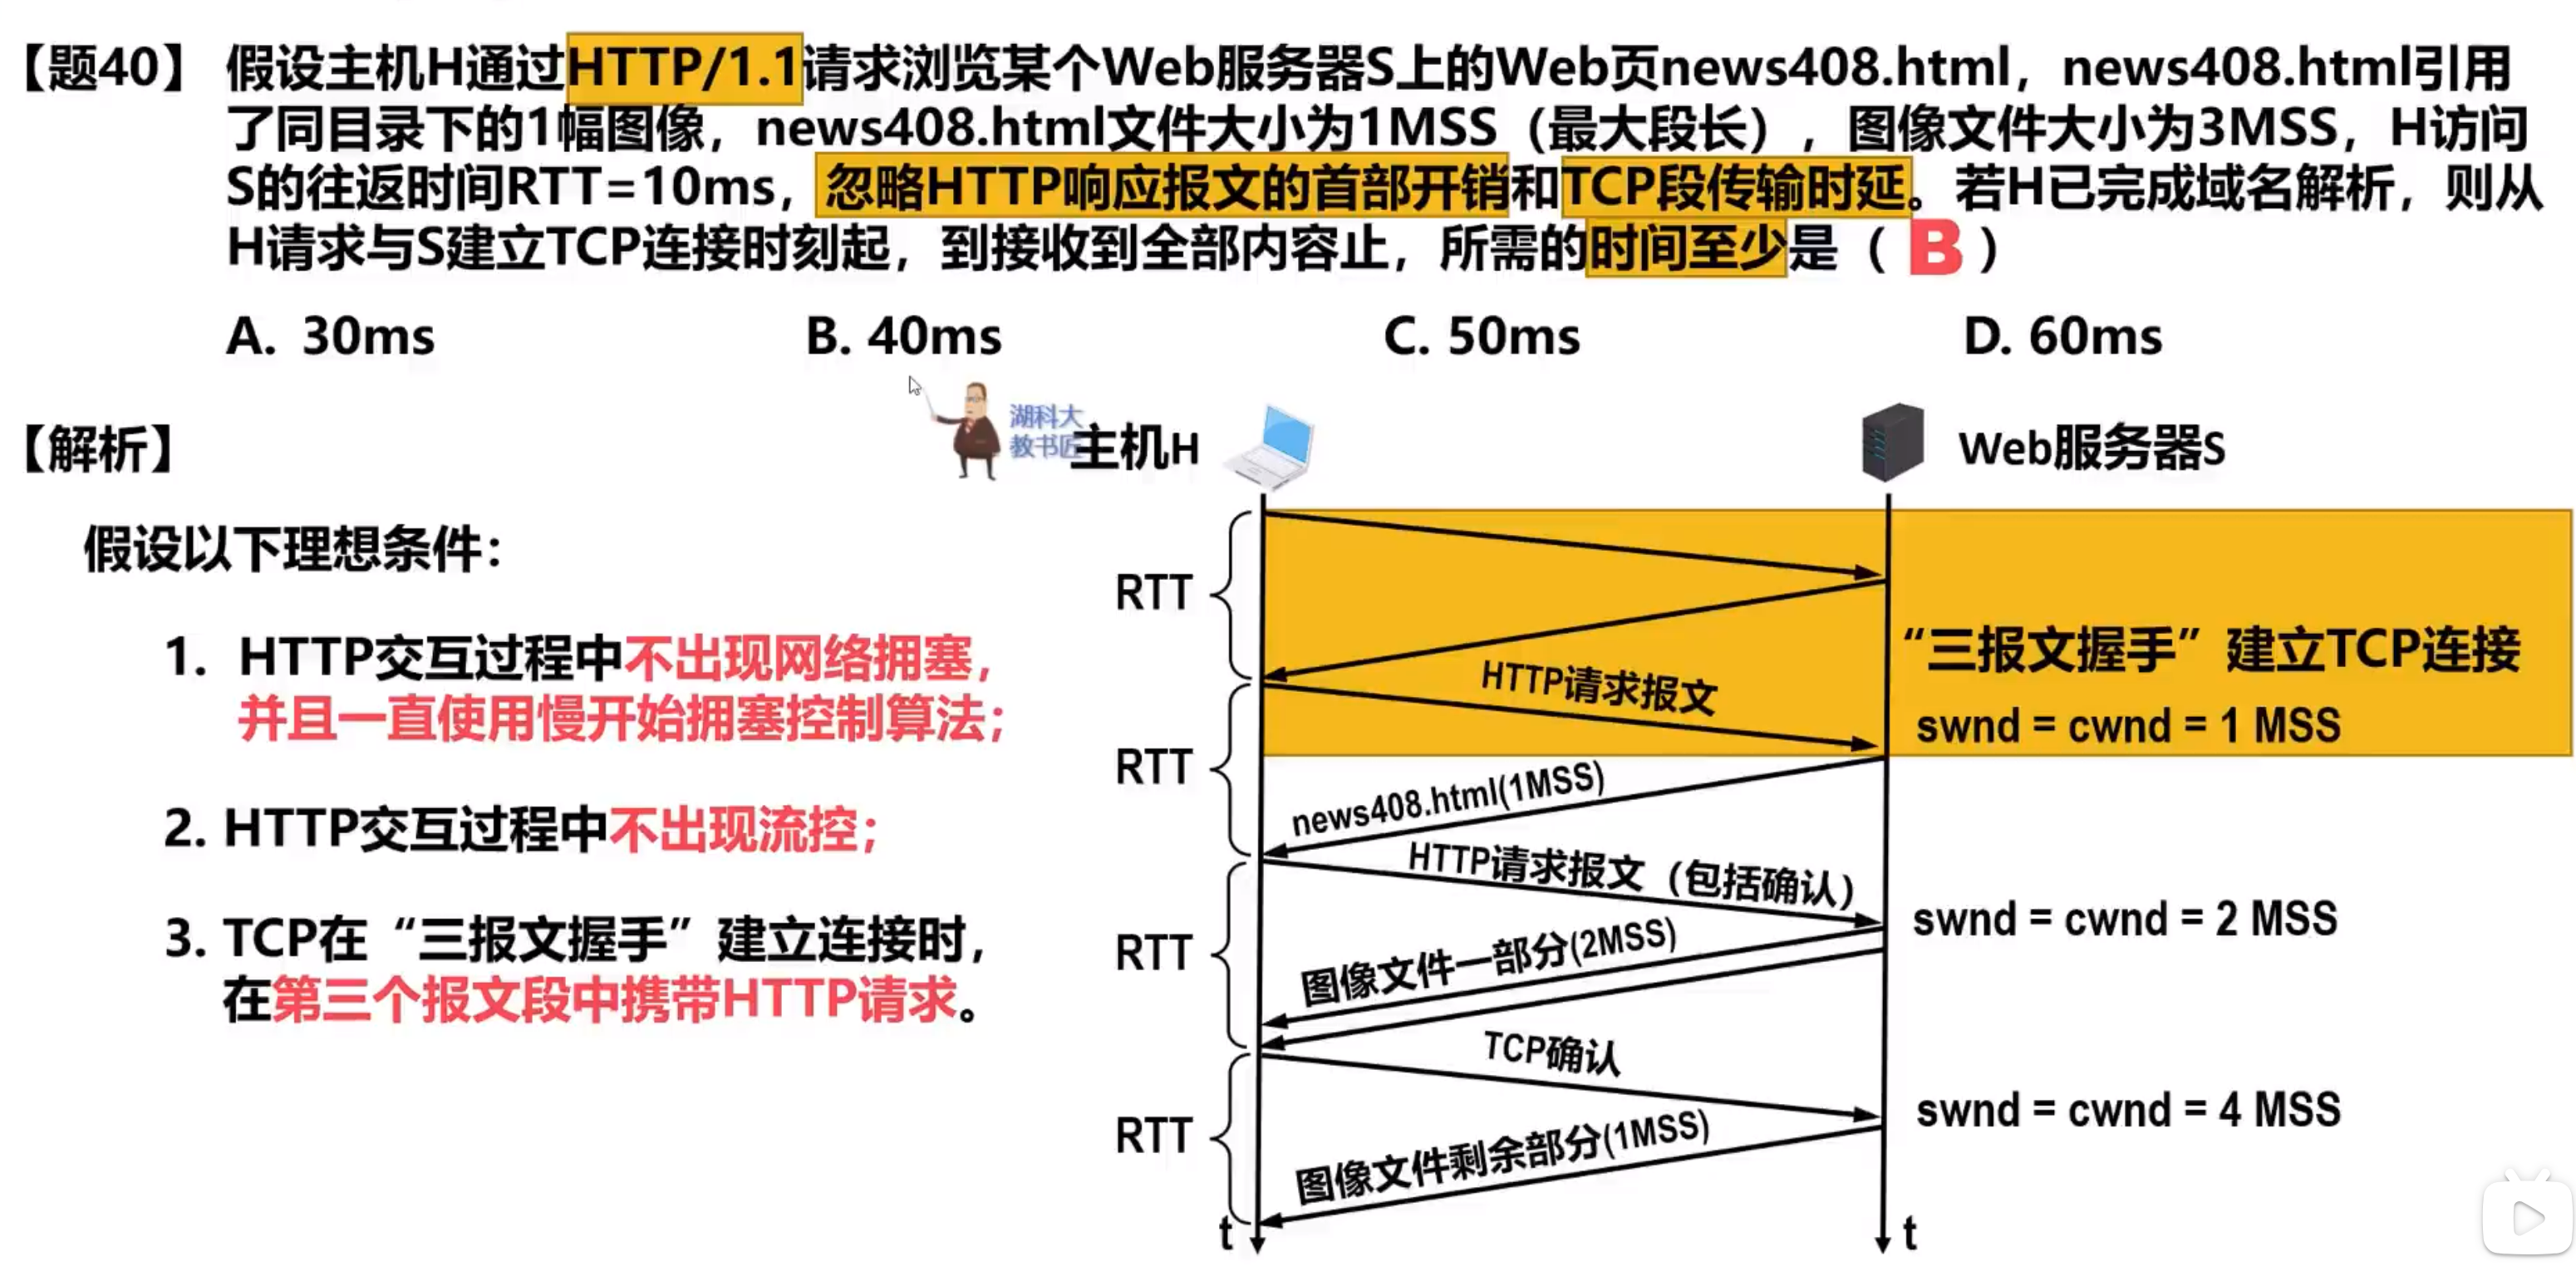 【题40】 假设主机H通过HTTP/1.1请求浏览某个Web服务器S上的Web页news408.html，news408.html引用
了同目录下的1幅图像，news408.html文件大小为1MSS（最大段长），图像文件大小为3MSS，H访问
S的往返时间RTT=10ms，忽略HTTP响应报文的首部开销和TCP段传输时延。若H已完成域名解析，则从
H请求与S建立TCP连接时刻起，到接收到全部内容止，所需的时间至少是（ B ）
A. 30ms
B. 40ms
C. 50ms
D. 60ms
【解析】
湖科大
教书匠
主机H
Web服务器S
假设以下理想条件：
1. HTTP交互过程中不出现网络拥塞，
并且一直使用慢开始拥塞控制算法；
2. HTTP交互过程中不出现流控；
3. TCP在“三报文握手”建立连接时，
在第三个报文段中携带HTTP请求。
RTT
“三报文握手”建立TCP连接
HTTP请求报文
swnd = cwnd = 1 MSS
RTT
news408.html(1MSS)
HTTP请求报文（包括确认）
swnd = cwnd = 2 MSS
RTT
图像文件一部分(2MSS)
TCP确认
swnd = cwnd = 4 MSS
RTT
图像文件剩余部分(1MSS)
t
t